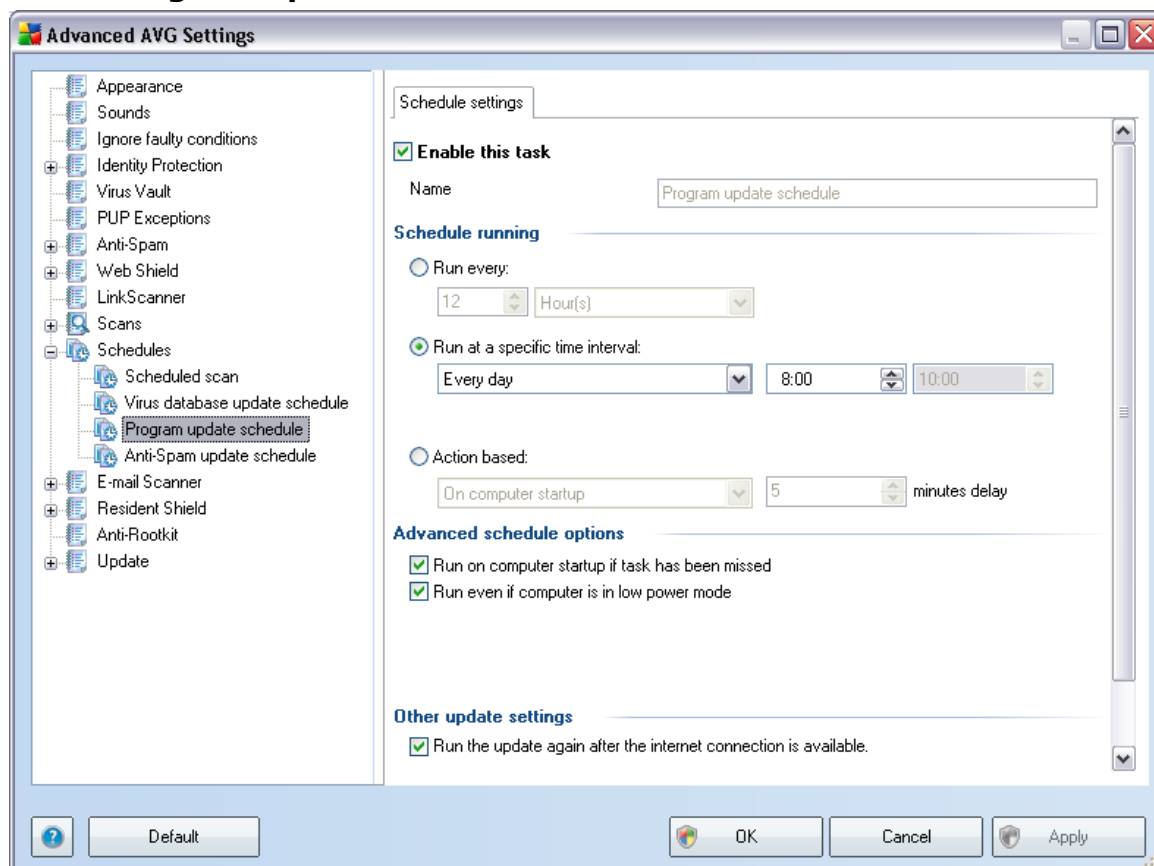 Advanced AVG Settings
Appearance
Sounds
Ignore faulty conditions
Identity Protection
Virus Vault
PUP Exceptions
Anti-Spam
Web Shield
LinkScanner
Scans
Schedules
Scheduled scan
Virus database update schedule
Program update schedule
Anti-Spam update schedule
E-mail Scanner
Resident Shield
Anti-Rootkit
Update
Schedule settings
Enable this task
Name Program update schedule
Schedule running
Run every:
12 Hour(s)
Run at a specific time interval:
Every day 8:00 10:00
Action based:
On computer startup 5 minutes delay
Advanced schedule options
Run on computer startup if task has been missed
Run even if computer is in low power mode
Other update settings
Run the update again after the internet connection is available.
? Default OK Cancel Apply